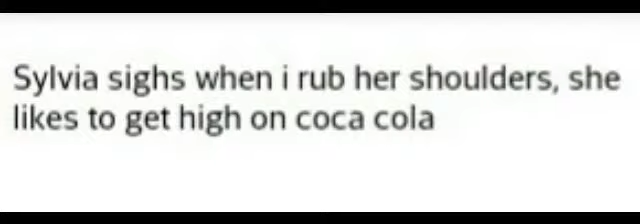 Sylvia sighs when i rub her shoulders, she
likes to get high on coca cola